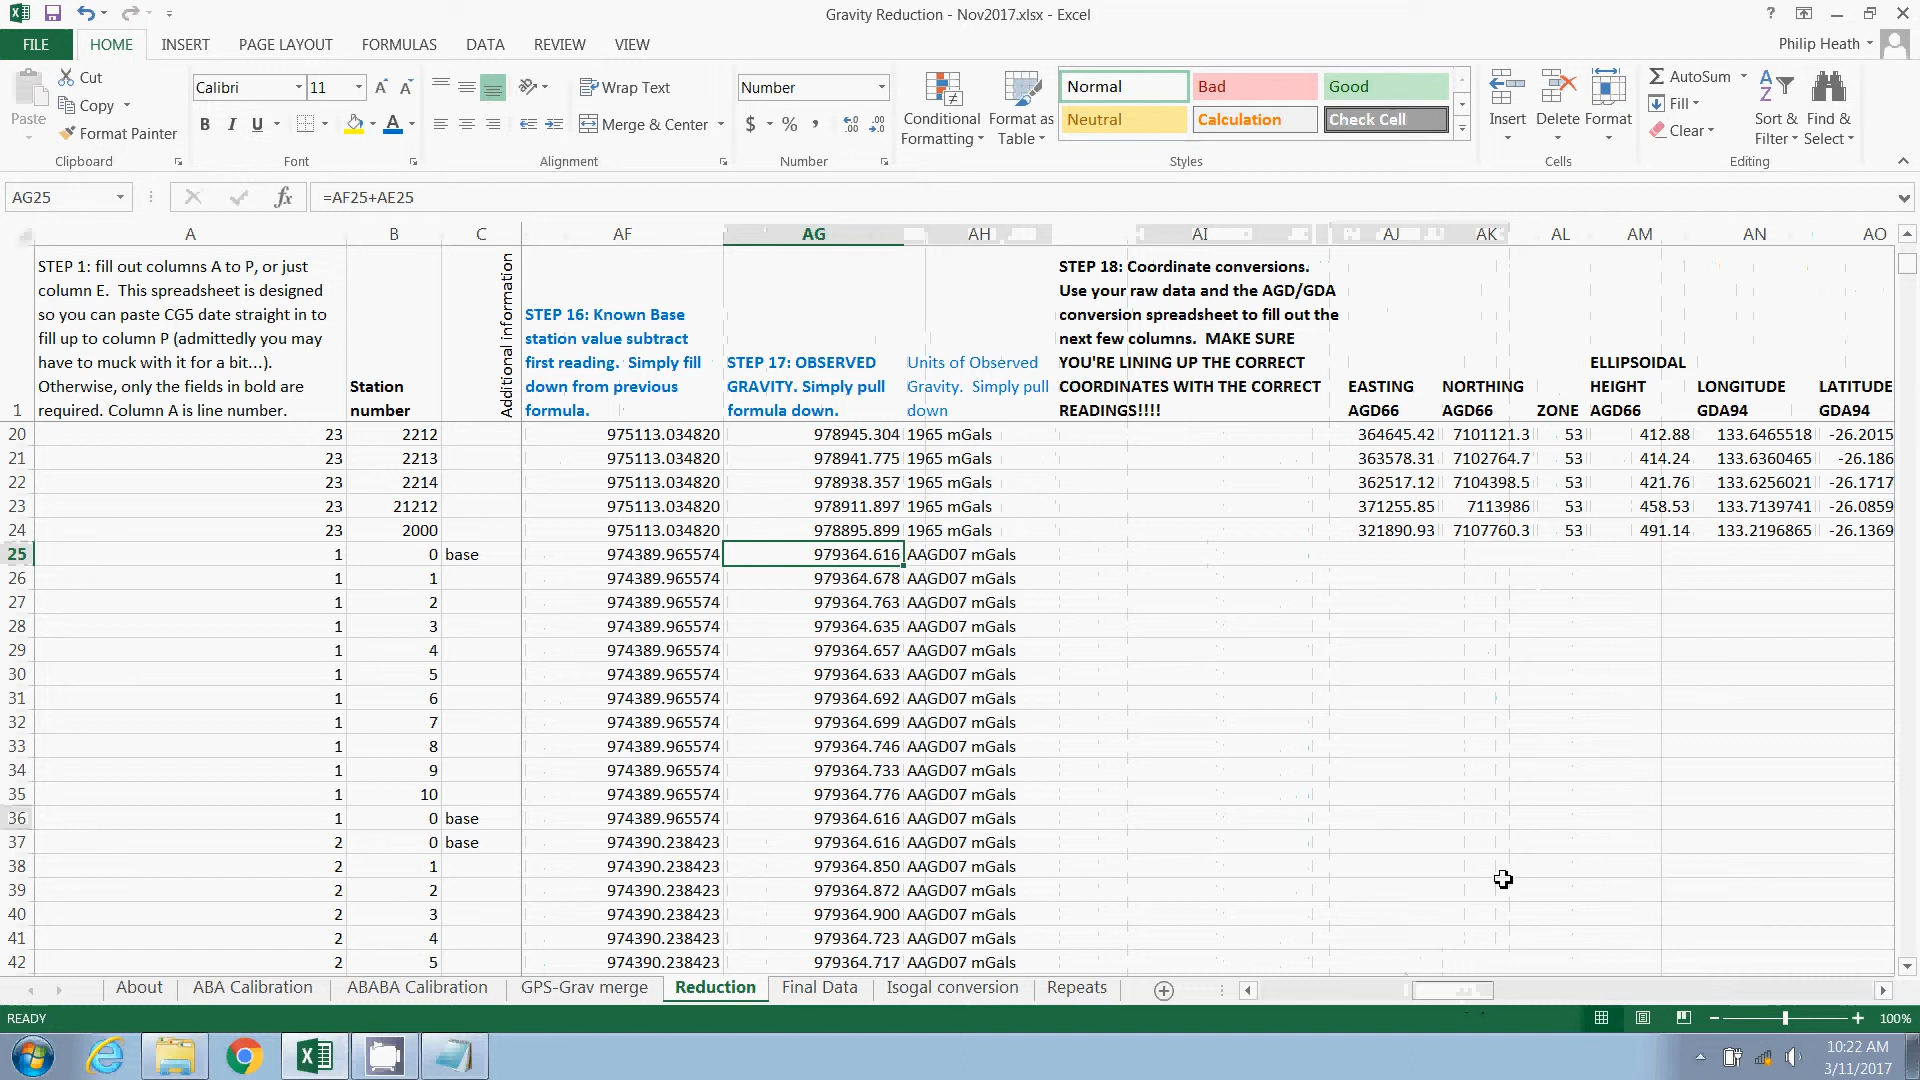 Gravity Reduction - Nov2017.xlsx - Excel
FILE HOME INSERT PAGE LAYOUT FORMULAS DATA REVIEW VIEW Philip Heath
Paste Cut Copy Format Painter
Clipboard
Calibri 11
B I U
Font
Wrap Text
Merge & Center
Alignment
Number
$ % ,
Number
Conditional Formatting
Format as Table
Normal Bad Good
Neutral Calculation Check Cell
Styles
Insert Delete Format
Cells
AutoSum
Fill
Clear
Sort & Filter
Find & Select
Editing
AG25 fx =AF25+AE25
A B C AF AG AH AI AJ AK AL AM AN AO
1
STEP 1: fill out columns A to P, or just
column E. This spreadsheet is designed
so you can paste CG5 date straight in to
fill up to column P (admittedly you may
have to muck with it for a bit...).
Otherwise, only the fields in bold are
required. Column A is line number.
Station
number
Additional information
STEP 16: Known Base
station value subtract
first reading. Simply fill
down from previous
formula.
STEP 17: OBSERVED
GRAVITY. Simply pull
formula down.
Units of Observed
Gravity. Simply pull
down
STEP 18: Coordinate conversions.
Use your raw data and the AGD/GDA
conversion spreadsheet to fill out the
next few columns. MAKE SURE
YOU'RE LINING UP THE CORRECT
COORDINATES WITH THE CORRECT
READINGS!!!!
EASTING
AGD66
NORTHING
AGD66
ZONE
ELLIPSOIDAL
HEIGHT
AGD66
LONGITUDE
GDA94
LATITUDE
GDA94
20 23 2212 975113.034820 978945.304 1965 mGals 364645.42 7101121.3 53 412.88 133.6465518 -26.2015
21 23 2213 975113.034820 978941.775 1965 mGals 363578.31 7102764.7 53 414.24 133.6360465 -26.186
22 23 2214 975113.034820 978938.357 1965 mGals 362517.12 7104398.5 53 421.76 133.6256021 -26.1717
23 23 21212 975113.034820 978911.897 1965 mGals 371255.85 7113986 53 458.53 133.7139741 -26.0859
24 23 2000 975113.034820 978895.899 1965 mGals 321890.93 7107760.3 53 491.14 133.2196865 -26.1369
25 1 0 base 974389.965574 979364.616 AAGD07 mGals
26 1 1 974389.965574 979364.678 AAGD07 mGals
27 1 2 974389.965574 979364.763 AAGD07 mGals
28 1 3 974389.965574 979364.635 AAGD07 mGals
29 1 4 974389.965574 979364.657 AAGD07 mGals
30 1 5 974389.965574 979364.633 AAGD07 mGals
31 1 6 974389.965574 979364.692 AAGD07 mGals
32 1 7 974389.965574 979364.699 AAGD07 mGals
33 1 8 974389.965574 979364.746 AAGD07 mGals
34 1 9 974389.965574 979364.733 AAGD07 mGals
35 1 10 974389.965574 979364.776 AAGD07 mGals
36 1 0 base 974389.965574 979364.616 AAGD07 mGals
37 2 0 base 974390.238423 979364.616 AAGD07 mGals
38 2 1 974390.238423 979364.850 AAGD07 mGals
39 2 2 974390.238423 979364.872 AAGD07 mGals
40 2 3 974390.238423 979364.900 AAGD07 mGals
41 2 4 974390.238423 979364.723 AAGD07 mGals
42 2 5 974390.238423 979364.717 AAGD07 mGals
About ABA Calibration ABABA Calibration GPS-Grav merge Reduction Final Data Isogal conversion Repeats
READY 100%
10:22 AM
3/11/2017